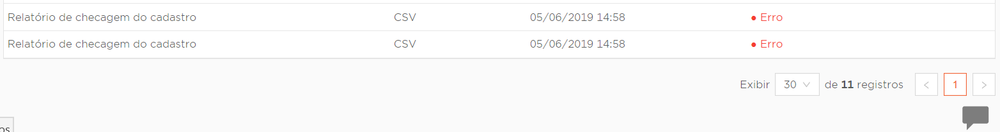 Relatório de checagem do cadastro CSV 05/06/2019 14:58 • Erro
Relatório de checagem do cadastro CSV 05/06/2019 14:58 • Erro
Exibir 30 de 11 registros < 1 >
os